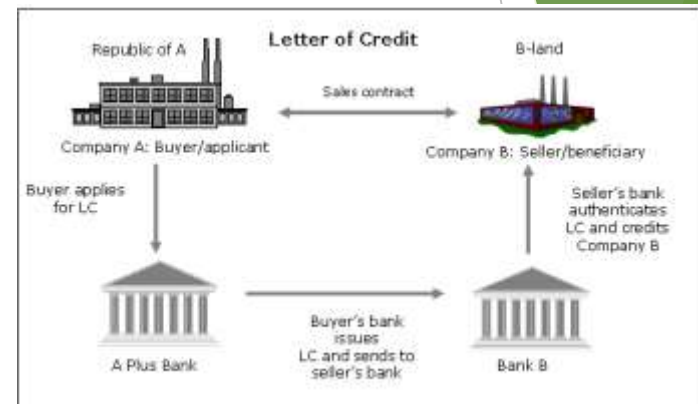 Letter of Credit
Republic of A
B-land
Sales contract
Company A: Buyer/applicant
Company B: Seller/beneficiary
Buyer applies
for LC
Seller's bank
authenticates
LC and credits
Company B
Buyer's bank
issues
LC and sends to
seller's bank
A Plus Bank
Bank B